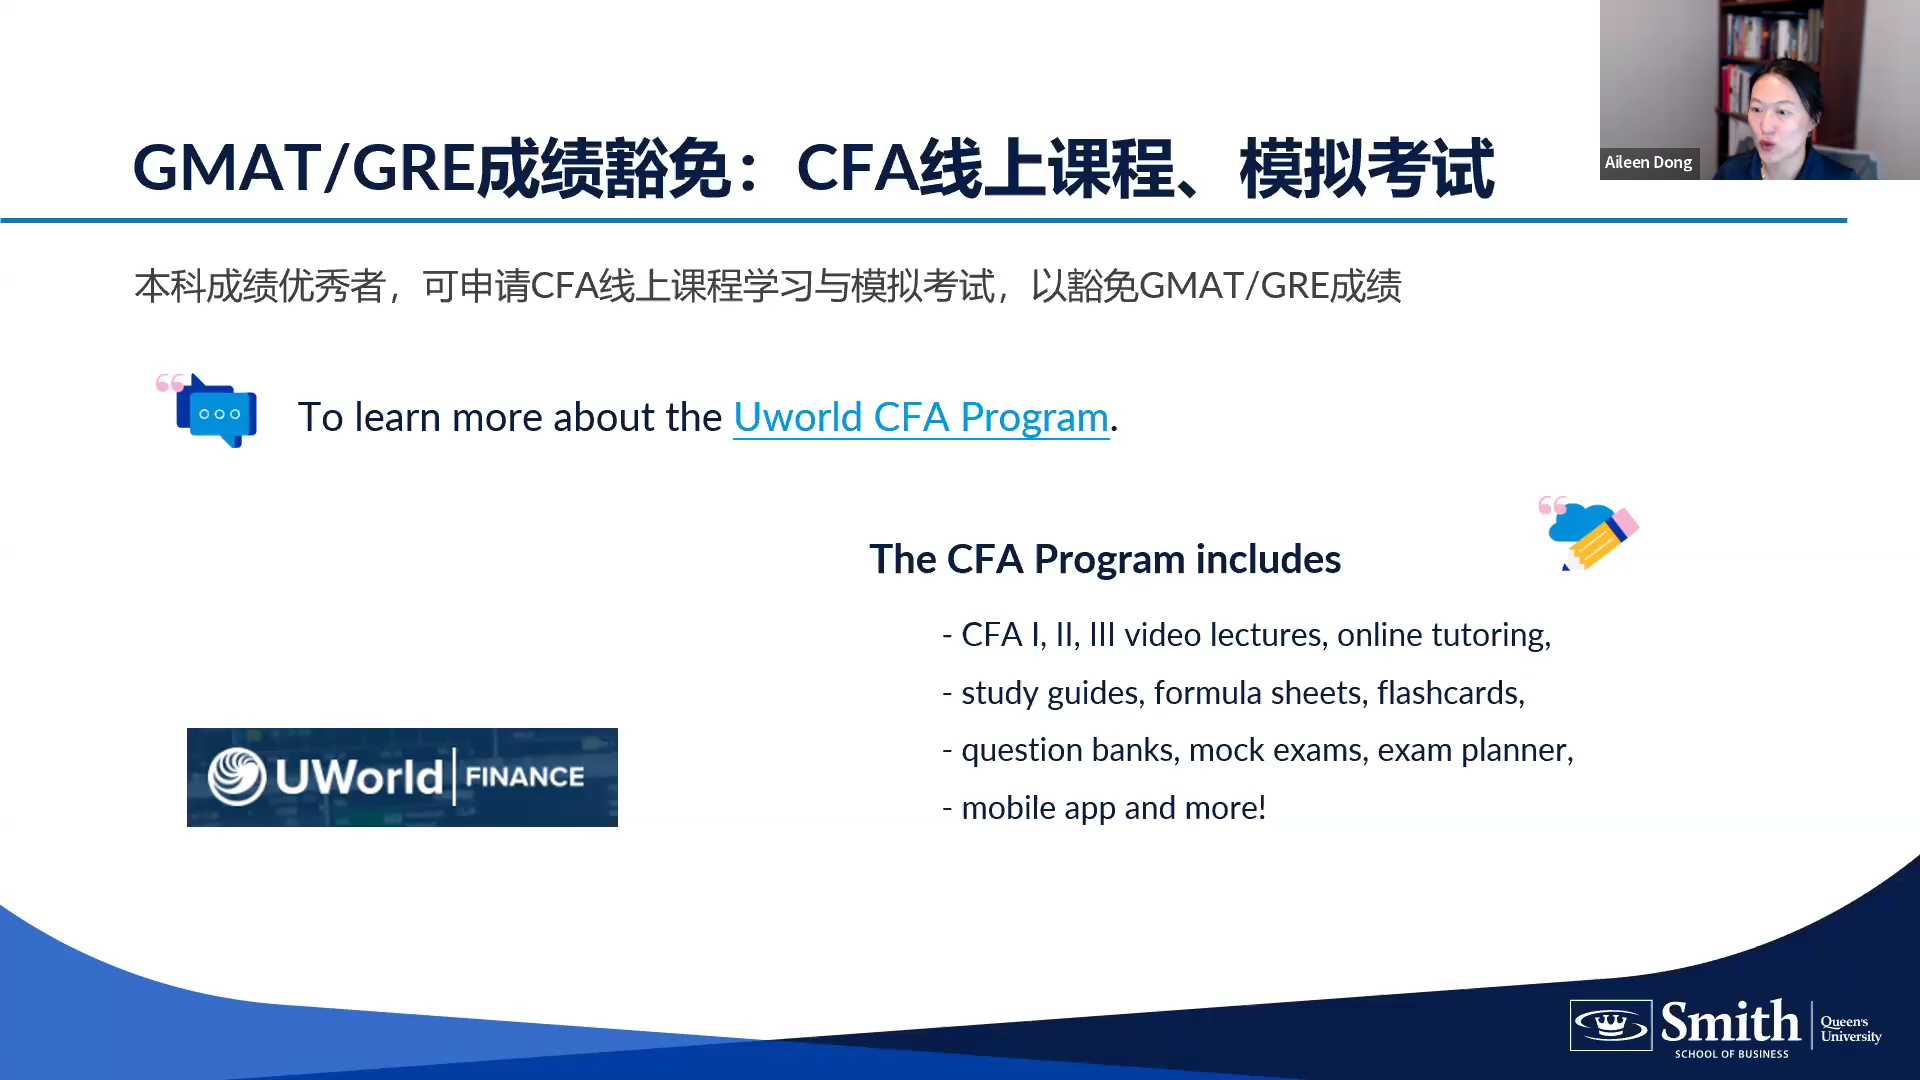 GMAT/GRE成绩豁免：CFA线上课程、模拟考试
Aileen Dong
本科成绩优秀者，可申请CFA线上课程学习与模拟考试，以豁免GMAT/GRE成绩
To learn more about the Uworld CFA Program.
The CFA Program includes
- CFA I, II, III video lectures, online tutoring,
- study guides, formula sheets, flashcards,
- question banks, mock exams, exam planner,
- mobile app and more!
UWorld FINANCE
Smith
SCHOOL OF BUSINESS
Queen's
University